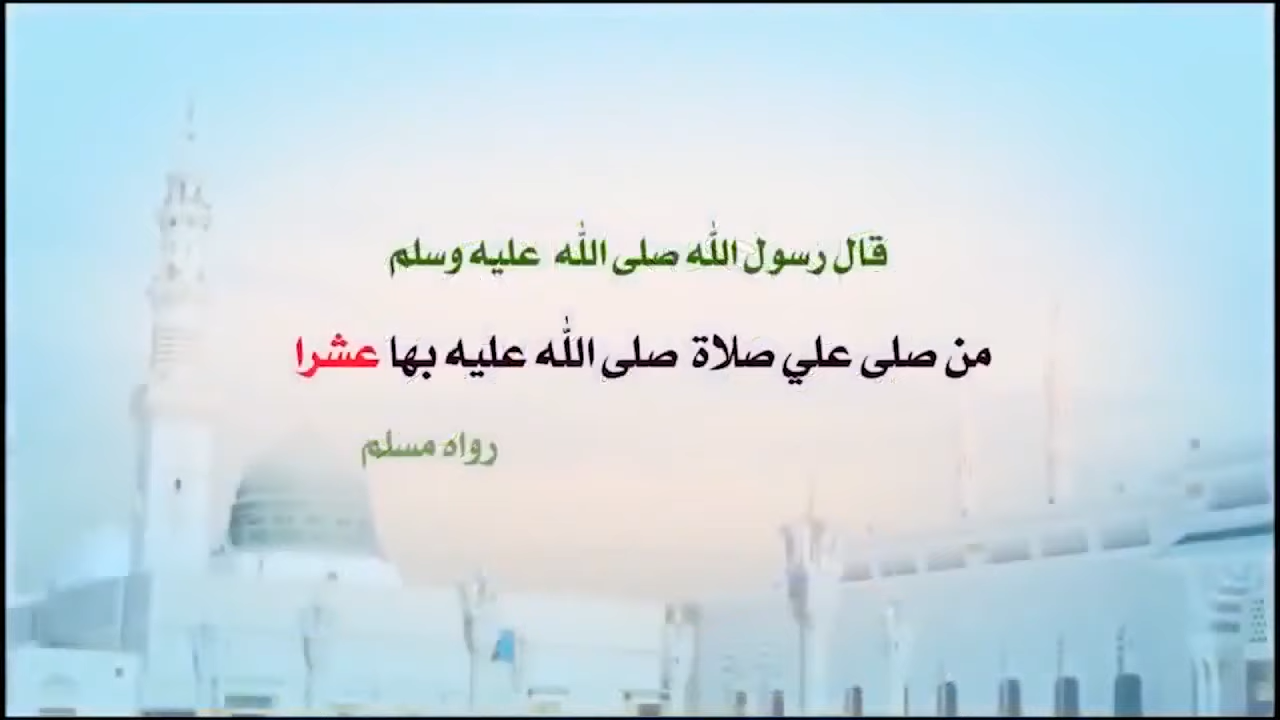 قال رسول الله صلى الله عليه وسلم
من صلى علي صلاة صلى الله عليه بها عشرا
رواه مسلم